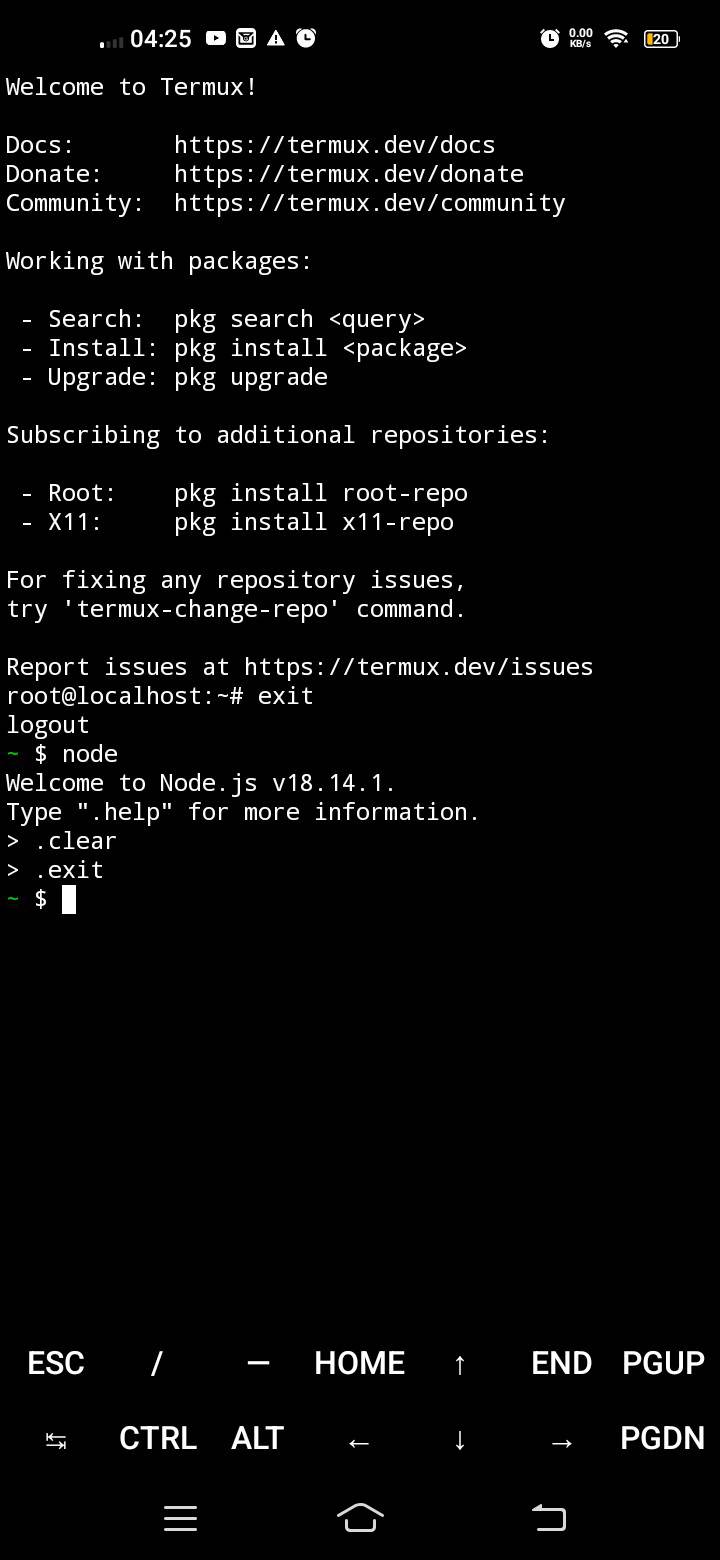 04:25 0.00 KB/s 20
Welcome to Termux!
Docs:       https://termux.dev/docs
Donate:     https://termux.dev/donate
Community:  https://termux.dev/community
Working with packages:
 - Search:  pkg search <query>
 - Install: pkg install <package>
 - Upgrade: pkg upgrade
Subscribing to additional repositories:
 - Root:    pkg install root-repo
 - X11:     pkg install x11-repo
For fixing any repository issues,
try 'termux-change-repo' command.
Report issues at https://termux.dev/issues
root@localhost:~# exit
logout
~ $ node
Welcome to Node.js v18.14.1.
Type ".help" for more information.
> .clear
> .exit
~ $
ESC / — HOME ↑ END PGUP
↹ CTRL ALT ← ↓ → PGDN